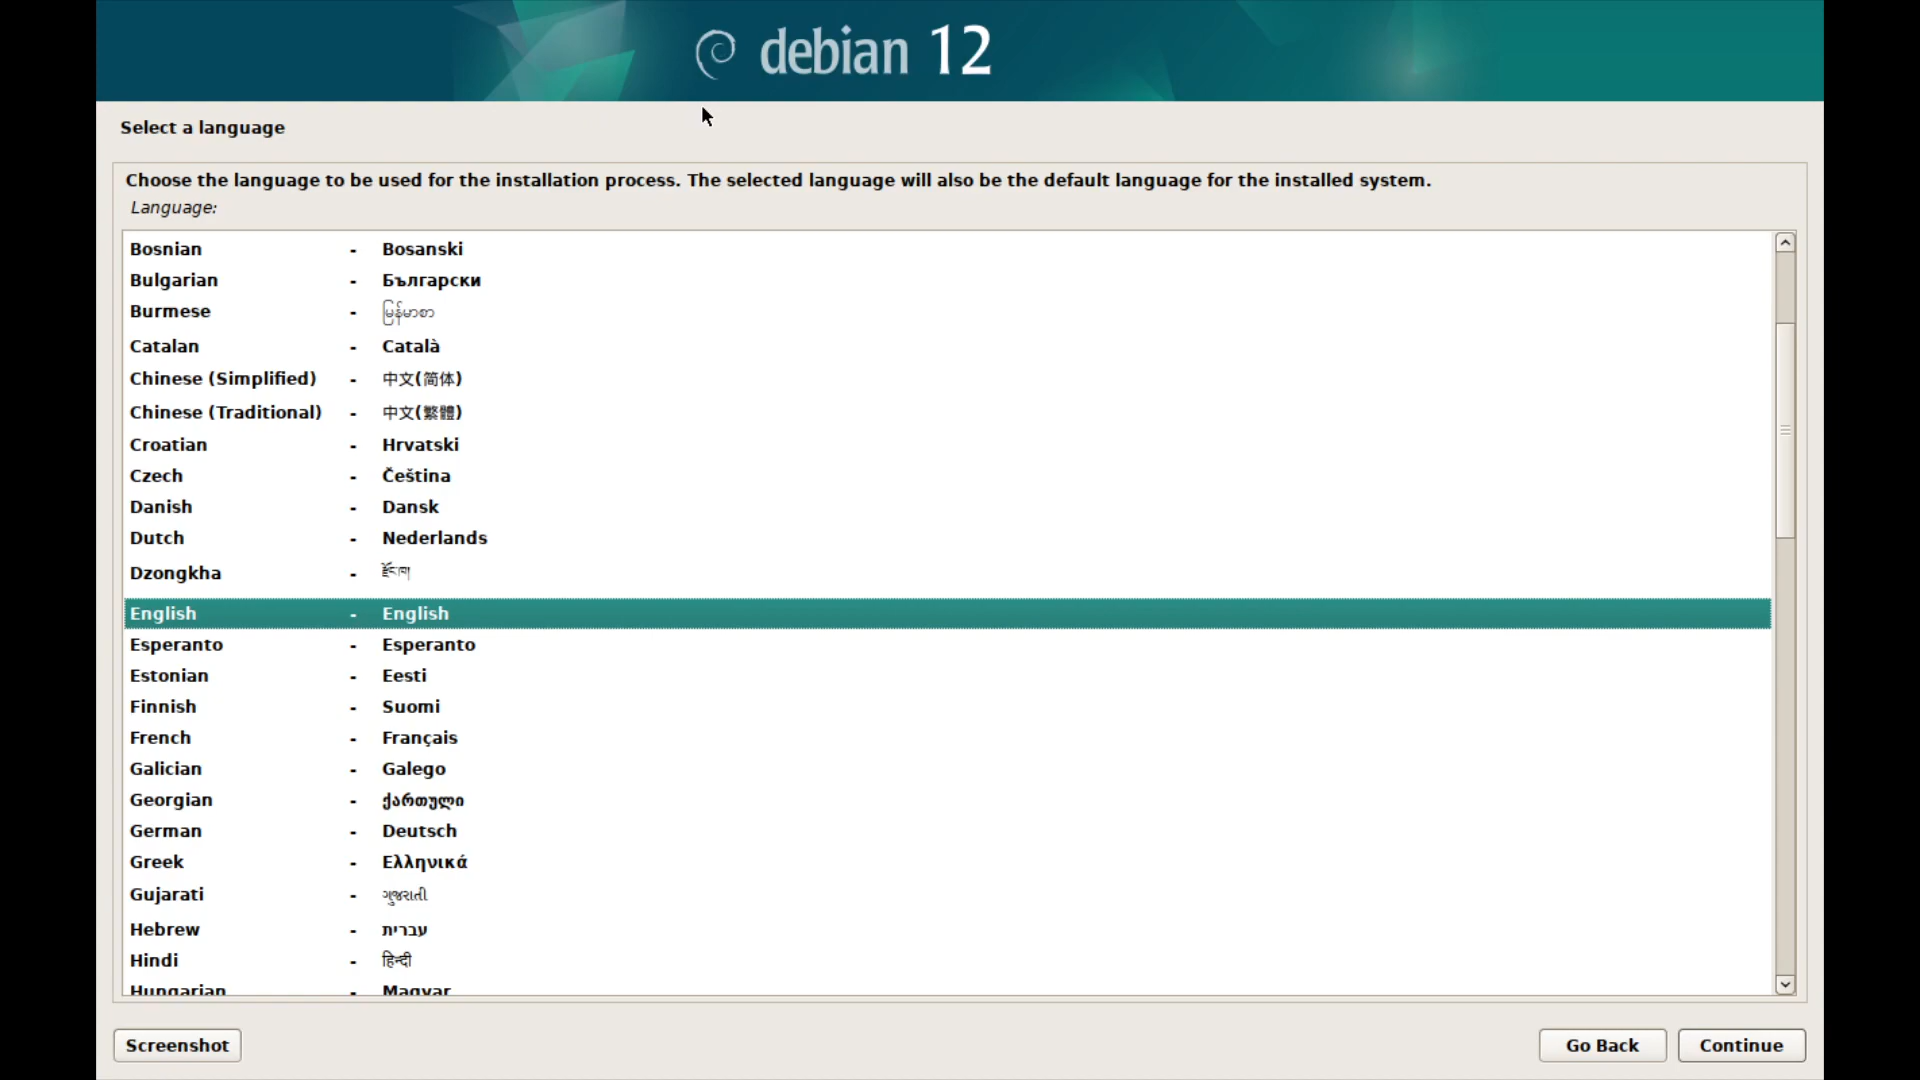 debian 12
Select a language
Choose the language to be used for the installation process. The selected language will also be the default language for the installed system.
Language:
Bosnian - Bosanski
Bulgarian - Български
Burmese - မြန်မာစာ
Catalan - Català
Chinese (Simplified) - 中文(简体)
Chinese (Traditional) - 中文(繁體)
Croatian - Hrvatski
Czech - Čeština
Danish - Dansk
Dutch - Nederlands
Dzongkha - རྫོང་ཁ།
English - English
Esperanto - Esperanto
Estonian - Eesti
Finnish - Suomi
French - Français
Galician - Galego
Georgian - ქართული
German - Deutsch
Greek - Ελληνικά
Gujarati - ગુજરાતી
Hebrew - עברית
Hindi - हिन्दी
Hungarian - Magyar
Screenshot
Go Back
Continue